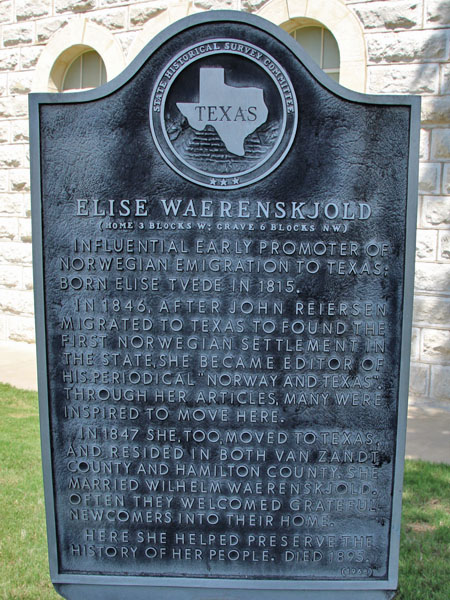 STATE HISTORICAL SURVEY COMMITTEE
TEXAS
ELISE WAERENSKJOLD
(HOME 3 BLOCKS W; GRAVE 6 BLOCKS NW)
INFLUENTIAL EARLY PROMOTER OF
NORWEGIAN EMIGRATION TO TEXAS;
BORN ELISE TVEDE IN 1815.
IN 1846, AFTER JOHN REIERSEN
MIGRATED TO TEXAS TO FOUND THE
FIRST NORWEGIAN SETTLEMENT IN
THE STATE, SHE BECAME EDITOR OF
HIS PERIODICAL "NORWAY AND TEXAS".
THROUGH HER ARTICLES, MANY WERE
INSPIRED TO MOVE HERE.
IN 1847 SHE, TOO, MOVED TO TEXAS,
AND RESIDED IN BOTH VAN ZANDT
COUNTY AND HAMILTON COUNTY. SHE
MARRIED WILHELM WAERENSKJOLD.
OFTEN THEY WELCOMED GRATEFUL
NEWCOMERS INTO THEIR HOME.
HERE SHE HELPED PRESERVE THE
HISTORY OF HER PEOPLE. DIED 1895.